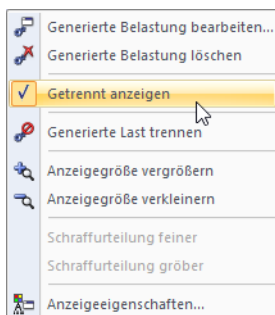 Generierte Belastung bearbeiten...
Generierte Belastung löschen
Getrennt anzeigen
Generierte Last trennen
Anzeigegröße vergrößern
Anzeigegröße verkleinern
Schraffurteilung feiner
Schraffurteilung gröber
Anzeigeeigenschaften...